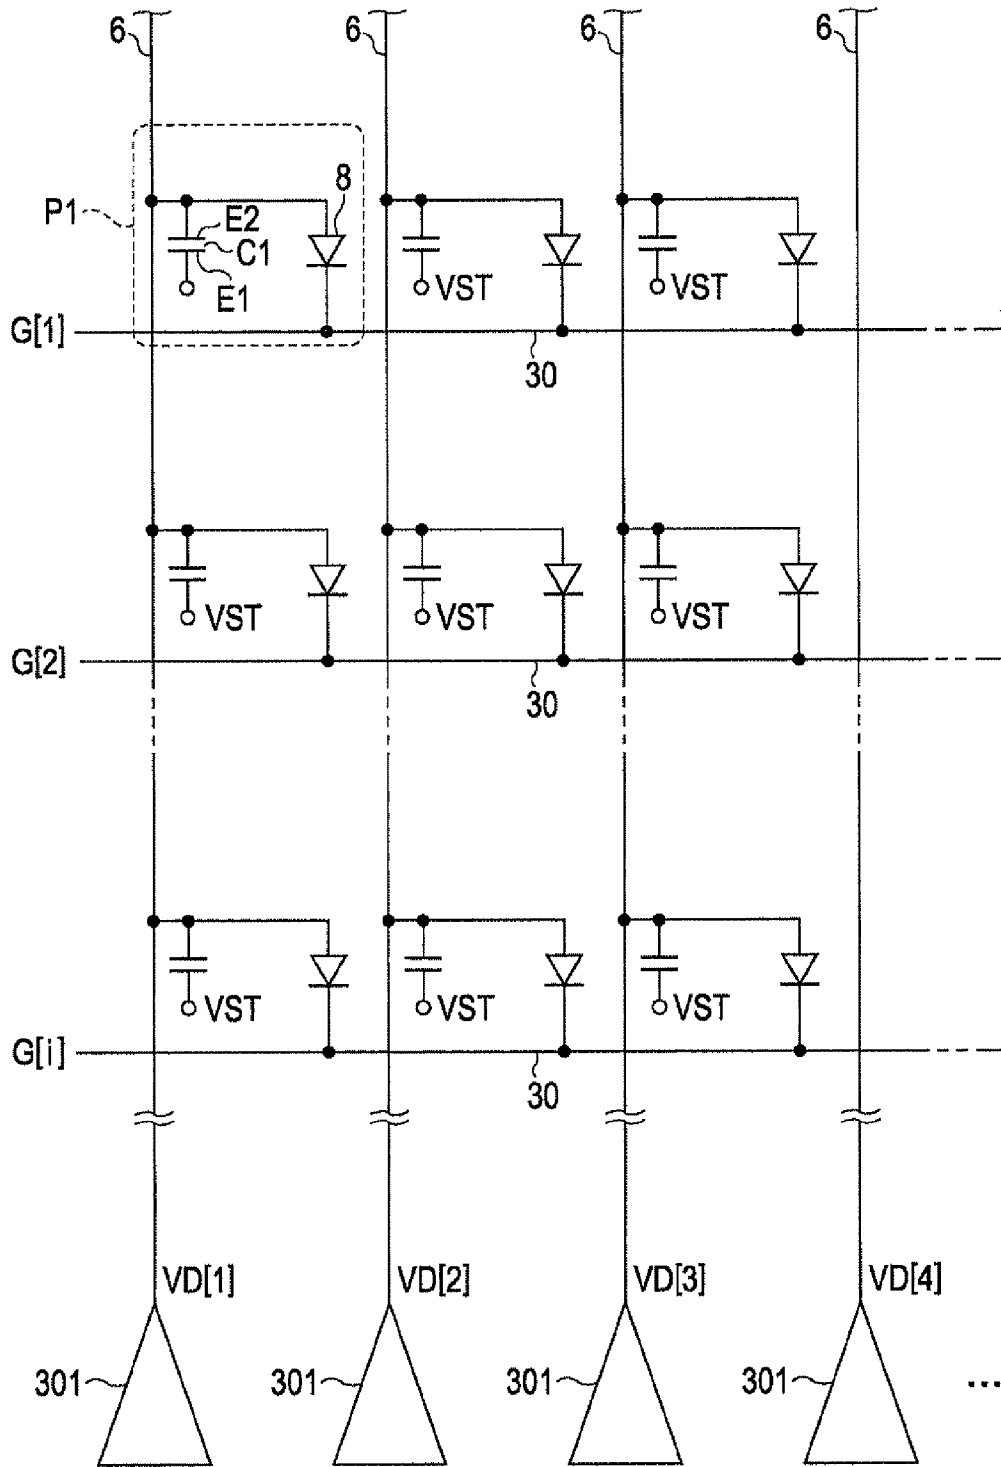 6 6 6 6
8
P1
E2
C1
E1 VST VST
G[1]
30
VST VST VST
G[2]
30
VST VST VST
G[i]
30
VD[1] VD[2] VD[3] VD[4]
301 301 301 301 ...